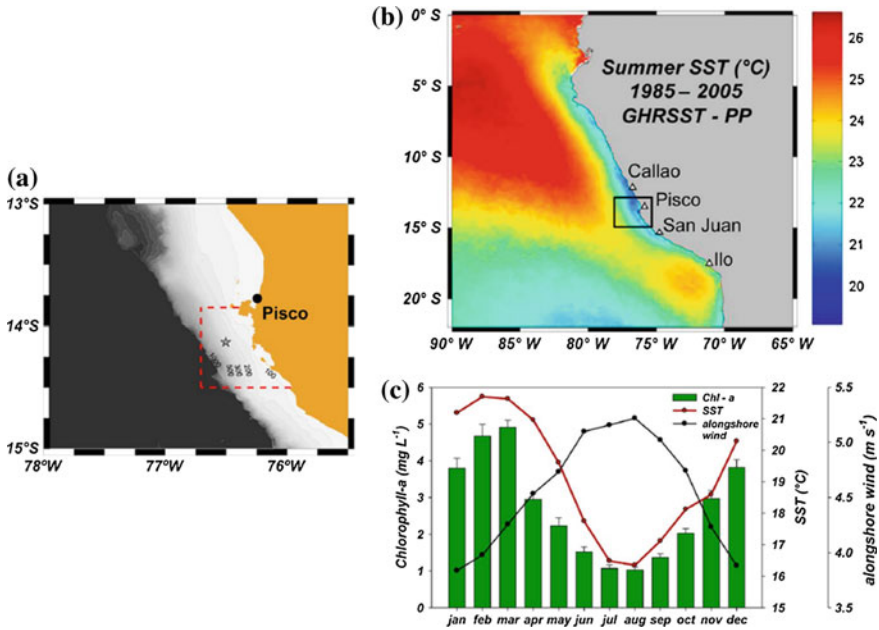 (a)
13°S
14°S
15°S
78°W
77°W
76°W
Pisco
500
300
200
100
(b)
0° S
5° S
10° S
15° S
20° S
90° W
85° W
80° W
75° W
70° W
Summer SST (°C)
1985 – 2005
GHRSST - PP
Callao
Pisco
San Juan
Ilo
26
25
24
23
22
21
20
(c)
Chlorophyll-a (mg L⁻¹)
6
5
4
3
2
1
0
Chl - a
SST
alongshore
wind
22
21
20
19
18
17
16
15
SST (°C)
5.5
5.0
4.5
4.0
3.5
alongshore wind (m s⁻¹)
jan feb mar apr may jun jul aug sep oct nov dec